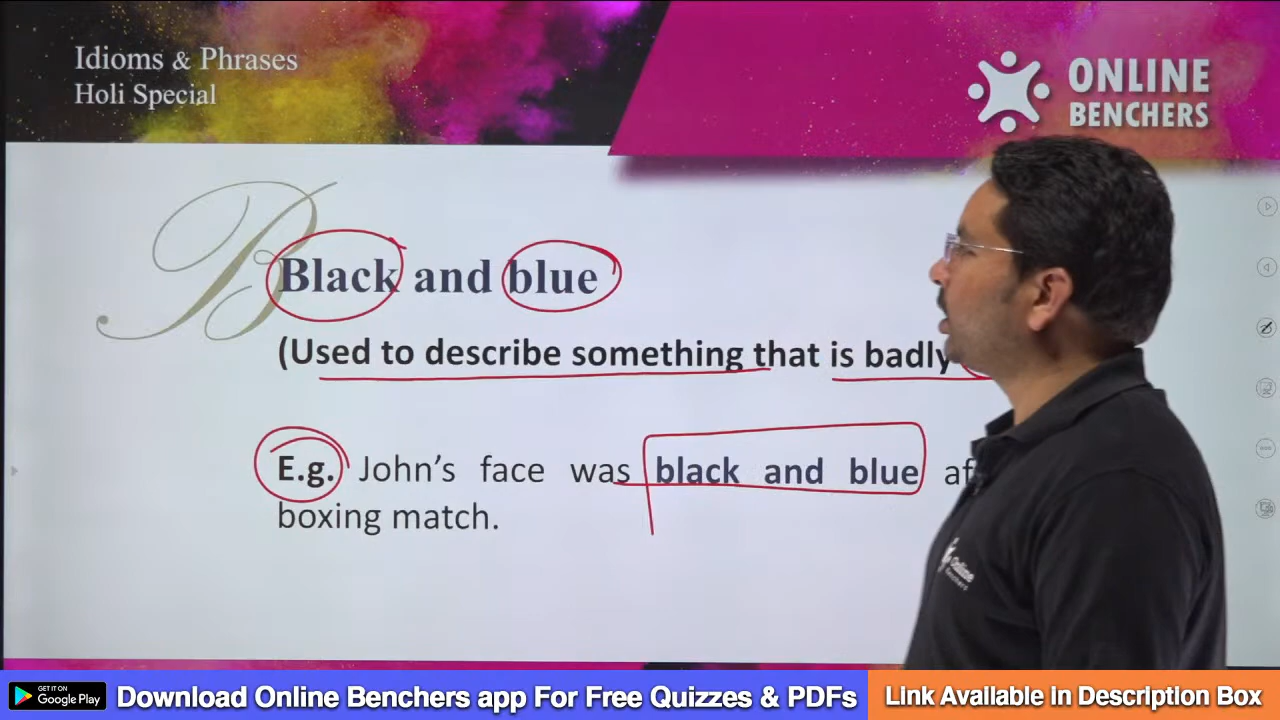 Idioms & Phrases
Holi Special
ONLINE
BENCHERS
Black and blue
(Used to describe something that is badly
E.g. John’s face was black and blue
boxing match.
Online
Benchers
GET IT ON
Google Play
Download Online Benchers app For Free Quizzes & PDFs
Link Available In Description Box